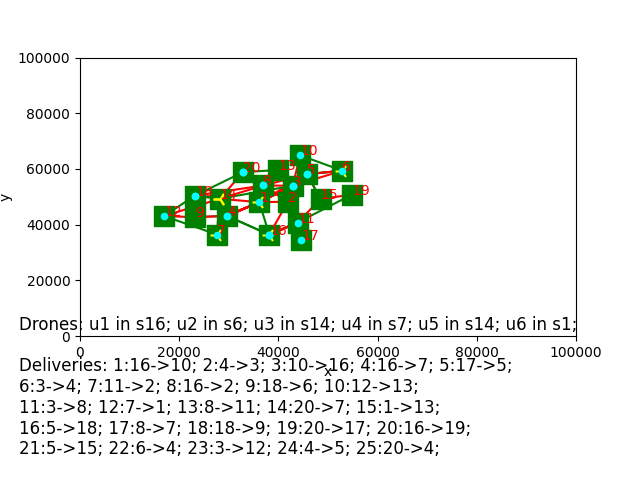 100000
80000
y
60000
40000
20000
0
0 20000 40000 60000 80000 100000
x
19
17
Drones: u1 in s16; u2 in s6; u3 in s14; u4 in s7; u5 in s14; u6 in s1;
Deliveries: 1:16->10; 2:4->3; 3:10->16; 4:16->7; 5:17->5;
6:3->4; 7:11->2; 8:16->2; 9:18->6; 10:12->13;
11:3->8; 12:7->1; 13:8->11; 14:20->7; 15:1->13;
16:5->18; 17:8->7; 18:18->9; 19:20->17; 20:16->19;
21:5->15; 22:6->4; 23:3->12; 24:4->5; 25:20->4;